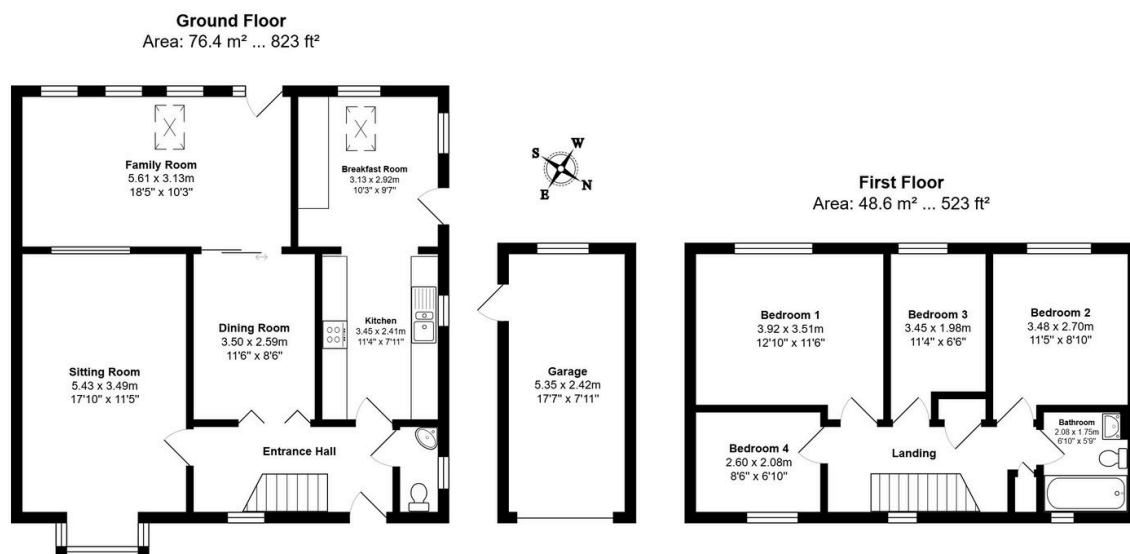 Ground Floor
Area: 76.4 m² ... 823 ft²
Family Room
5.61 x 3.13m
18'5" x 10'3"
Breakfast Room
3.13 x 2.92m
10'3" x 9'7"
Sitting Room
5.43 x 3.49m
17'10" x 11'5"
Dining Room
3.50 x 2.59m
11'6" x 8'6"
Kitchen
3.45 x 2.41m
11'4" x 7'11"
Entrance Hall
S
W
E
N
Garage
5.35 x 2.42m
17'7" x 7'11"
First Floor
Area: 48.6 m² ... 523 ft²
Bedroom 1
3.92 x 3.51m
12'10" x 11'6"
Bedroom 3
3.45 x 1.98m
11'4" x 6'6"
Bedroom 2
3.48 x 2.70m
11'5" x 8'10"
Bedroom 4
2.60 x 2.08m
8'6" x 6'10"
Landing
Bathroom
2.08 x 1.75m
6'10" x 5'9"